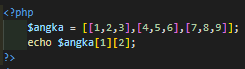 <?php
    $angka = [[1,2,3],[4,5,6],[7,8,9]];
    echo $angka[1][2];
?>